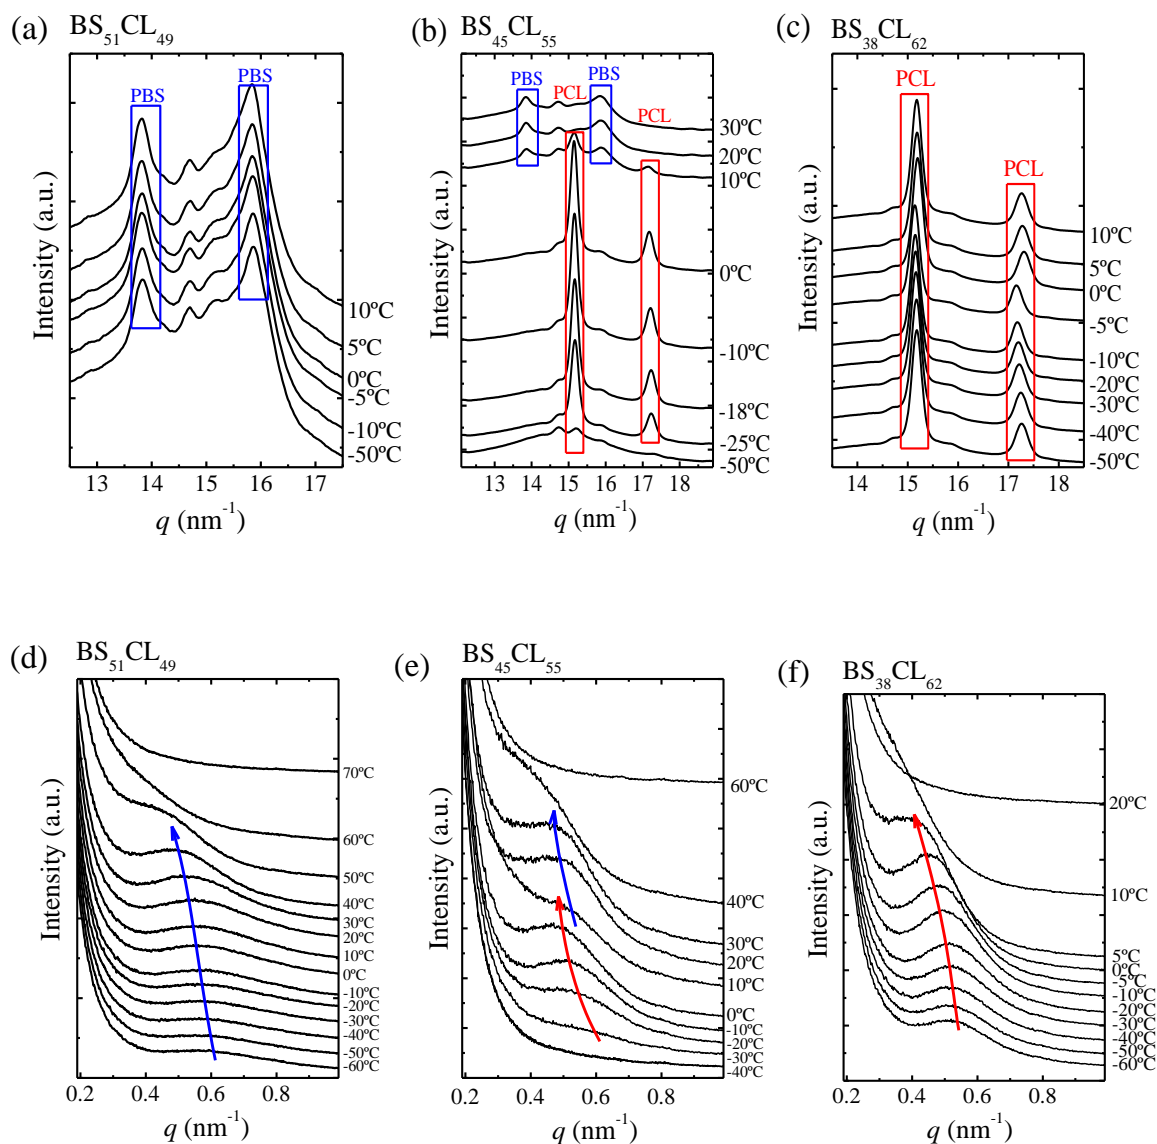 (a) BS51CL49
PBS
PBS
10ºC
5ºC
0ºC
-5ºC
-10ºC
-50ºC
Intensity (a.u.)
13 14 15 16 17
q (nm-1)
(b) BS45CL55
PBS
PCL
PBS
PCL
30ºC
20ºC
10ºC
0ºC
-10ºC
-18ºC
-25ºC
-50ºC
Intensity (a.u.)
13 14 15 16 17 18
q (nm-1)
(c) BS38CL62
PCL
PCL
10ºC
5ºC
0ºC
-5ºC
-10ºC
-20ºC
-30ºC
-40ºC
-50ºC
Intensity (a.u.)
14 15 16 17 18
q (nm-1)
(d) BS51CL49
70ºC
60ºC
50ºC
40ºC
30ºC
20ºC
10ºC
0ºC
-10ºC
-20ºC
-30ºC
-40ºC
-50ºC
-60ºC
Intensity (a.u.)
0.2 0.4 0.6 0.8
q (nm-1)
(e) BS45CL55
60ºC
40ºC
30ºC
20ºC
10ºC
0ºC
-10ºC
-20ºC
-30ºC
-40ºC
Intensity (a.u.)
0.2 0.4 0.6 0.8
q (nm-1)
(f) BS38CL62
20ºC
10ºC
5ºC
0ºC
-5ºC
-10ºC
-20ºC
-30ºC
-40ºC
-50ºC
-60ºC
Intensity (a.u.)
0.2 0.4 0.6 0.8
q (nm-1)